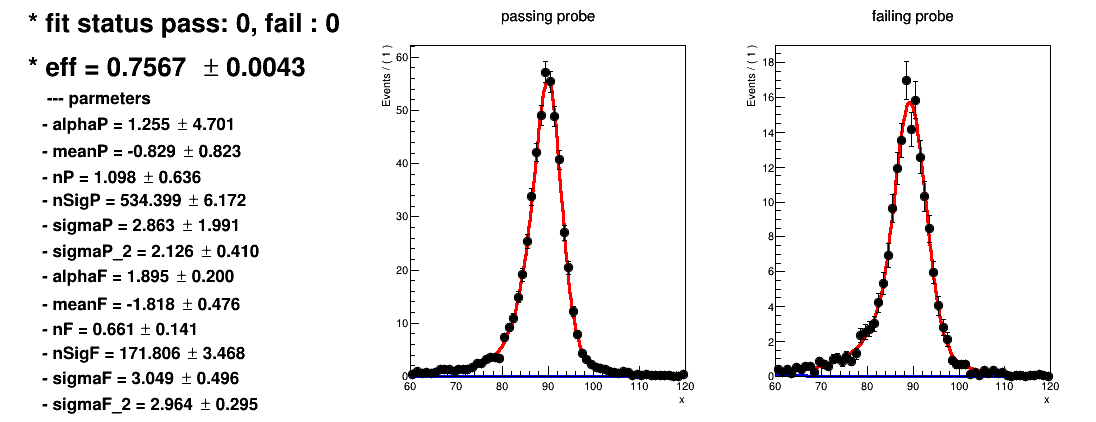 * fit status pass: 0, fail : 0
* eff = 0.7567 ± 0.0043
--- parmeters
- alphaP = 1.255 ± 4.701
- meanP = -0.829 ± 0.823
- nP = 1.098 ± 0.636
- nSigP = 534.399 ± 6.172
- sigmaP = 2.863 ± 1.991
- sigmaP_2 = 2.126 ± 0.410
- alphaF = 1.895 ± 0.200
- meanF = -1.818 ± 0.476
- nF = 0.661 ± 0.141
- nSigF = 171.806 ± 3.468
- sigmaF = 3.049 ± 0.496
- sigmaF_2 = 2.964 ± 0.295
passing probe
Events / ( 1 )
60
50
40
30
20
10
0
60 70 80 90 100 110 120
x
failing probe
Events / ( 1 )
18
16
14
12
10
8
6
4
2
0
60 70 80 90 100 110 120
x